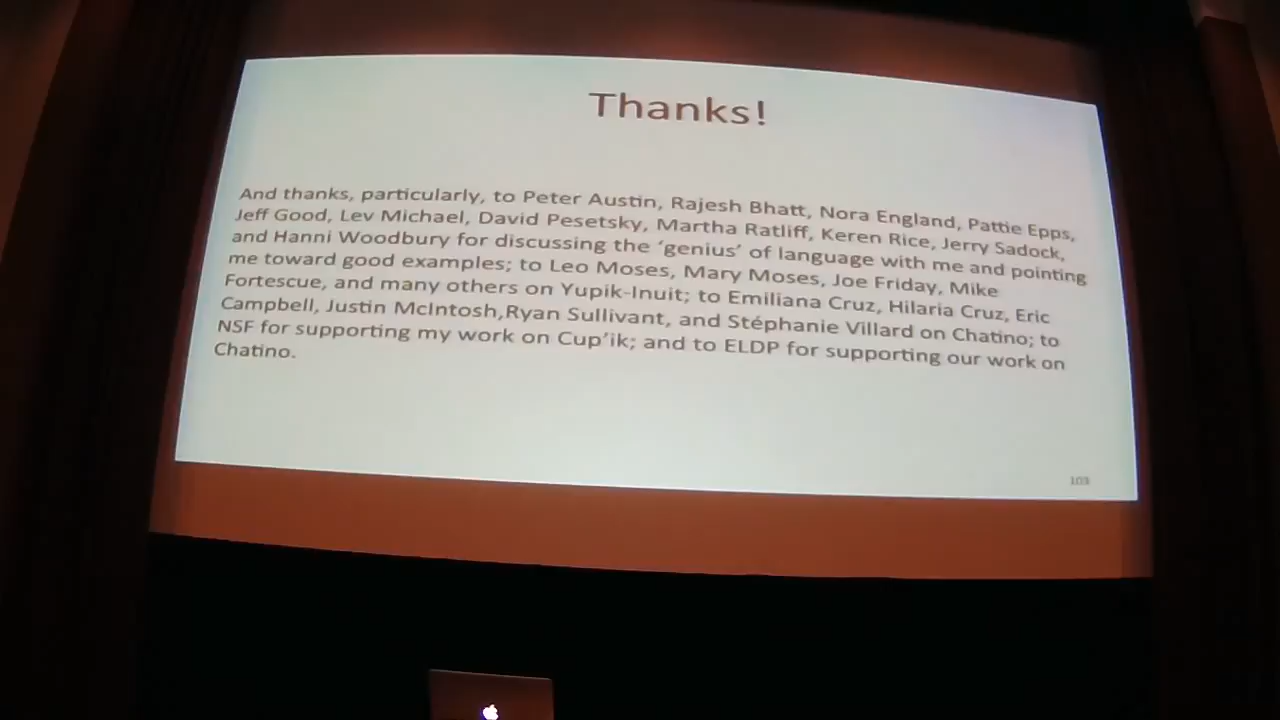 Thanks!
And thanks, particularly, to Peter Austin, Rajesh Bhatt, Nora England, Pattie Epps,
Jeff Good, Lev Michael, David Pesetsky, Martha Ratliff, Keren Rice, Jerry Sadock,
and Hanni Woodbury for discussing the ‘genius’ of language with me and pointing
me toward good examples; to Leo Moses, Mary Moses, Joe Friday, Mike
Fortescue, and many others on Yupik-Inuit; to Emiliana Cruz, Hilaria Cruz, Eric
Campbell, Justin McIntosh,Ryan Sullivant, and Stéphanie Villard on Chatino; to
NSF for supporting my work on Cup’ik; and to ELDP for supporting our work on
Chatino.
103